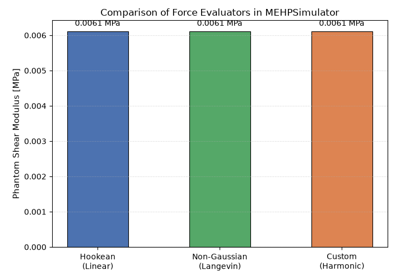 Comparison of Force Evaluators in MEHPSimulator
0.0061 MPa 0.0061 MPa 0.0061 MPa
Phantom Shear Modulus [MPa]
0.006
0.005
0.004
0.003
0.002
0.001
0.000
Hookean
(Linear)
Non-Gaussian
(Langevin)
Custom
(Harmonic)